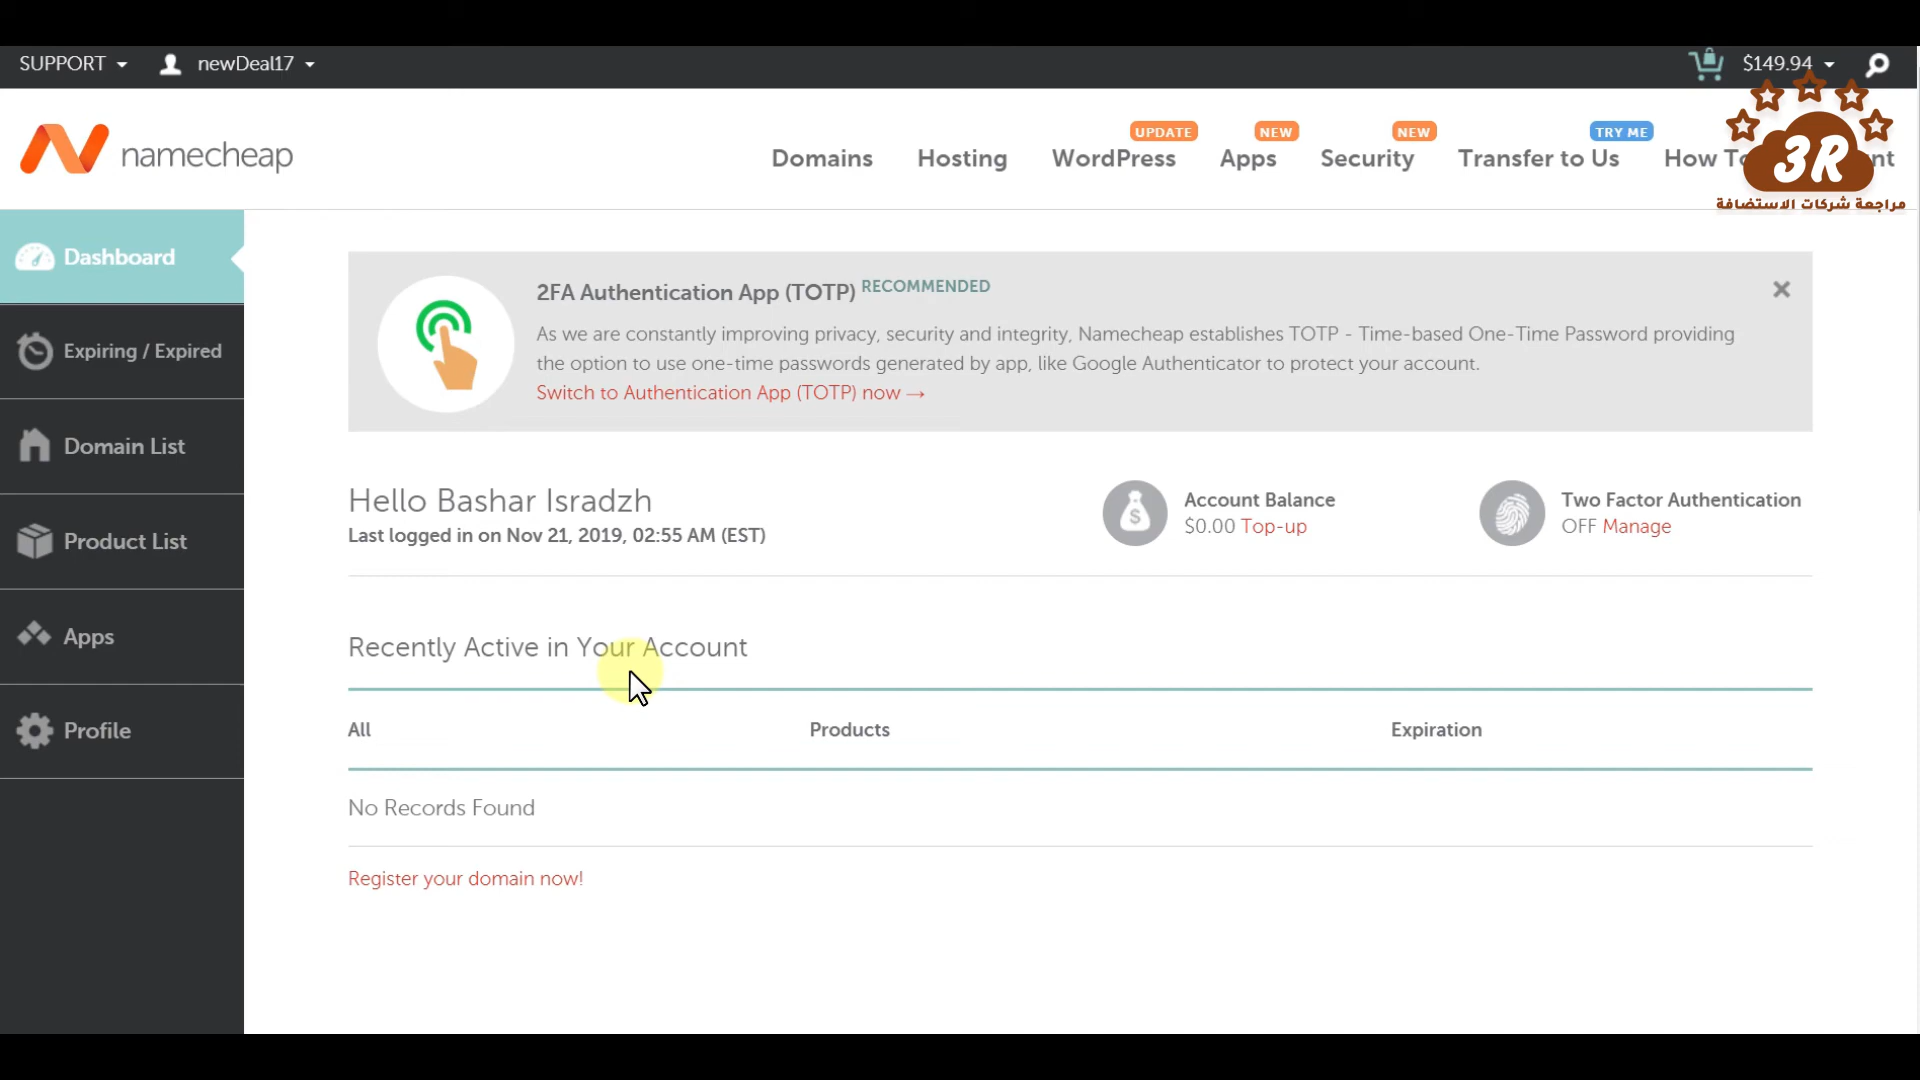 SUPPORT
newDeal17
$149.94
namecheap
UPDATE
NEW
NEW
TRY ME
Domains
Hosting
WordPress
Apps
Security
Transfer to Us
How
3R
مراجعة شركات الاستضافة
Dashboard
Expiring / Expired
Domain List
Product List
Apps
Profile
2FA Authentication App (TOTP) RECOMMENDED
As we are constantly improving privacy, security and integrity, Namecheap establishes TOTP - Time-based One-Time Password providing
the option to use one-time passwords generated by app, like Google Authenticator to protect your account.
Switch to Authentication App (TOTP) now →
Hello Bashar Isradzh
Last logged in on Nov 21, 2019, 02:55 AM (EST)
Account Balance
$0.00 Top-up
Two Factor Authentication
OFF Manage
Recently Active in Your Account
All
Products
Expiration
No Records Found
Register your domain now!